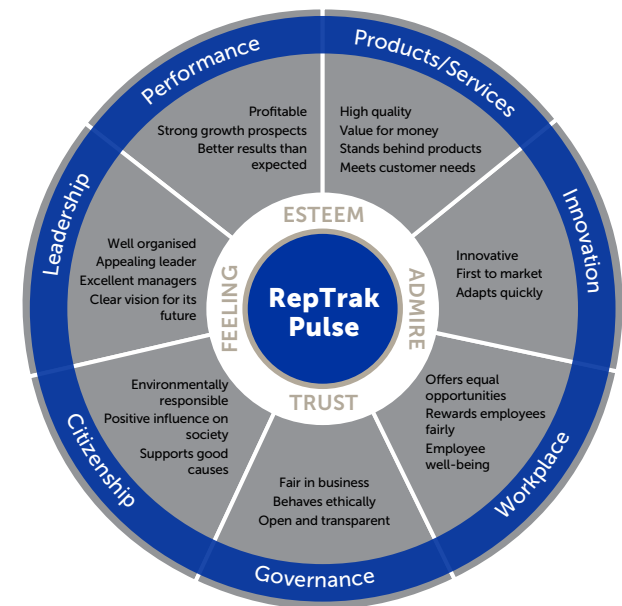 Performance
Profitable
Strong growth prospects
Better results than
expected
Products/Services
High quality
Value for money
Stands behind products
Meets customer needs
Innovation
Innovative
First to market
Adapts quickly
Workplace
Offers equal
opportunities
Rewards employees
fairly
Employee
well-being
Governance
Fair in business
Behaves ethically
Open and transparent
Citizenship
Environmentally
responsible
Positive influence on
society
Supports good
causes
Leadership
Well organised
Appealing leader
Excellent managers
Clear vision for its
future
ESTEEM
ADMIRE
TRUST
FEELING
RepTrak
Pulse